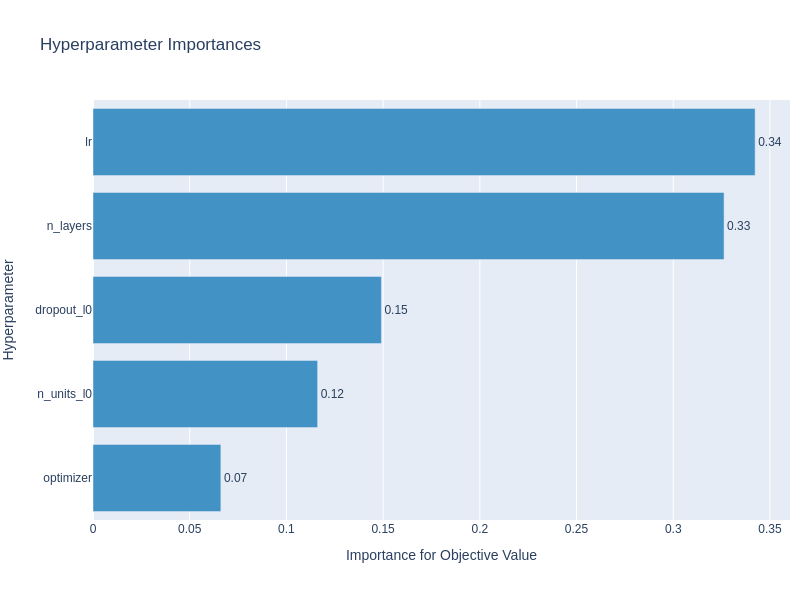 Hyperparameter Importances
lr
0.34
n_layers
0.33
dropout_l0
0.15
n_units_l0
0.12
optimizer
0.07
0
0.05
0.1
0.15
0.2
0.25
0.3
0.35
Importance for Objective Value
Hyperparameter